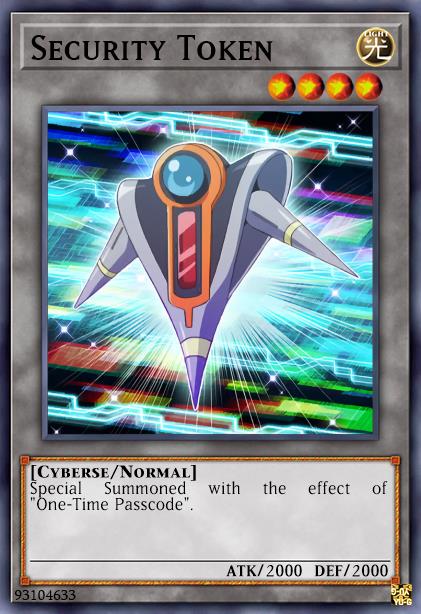 Security Token
LIGHT
光
[Cyberse/Normal]
Special Summoned with the effect of
"One-Time Passcode".
ATK/2000 DEF/2000
93104633